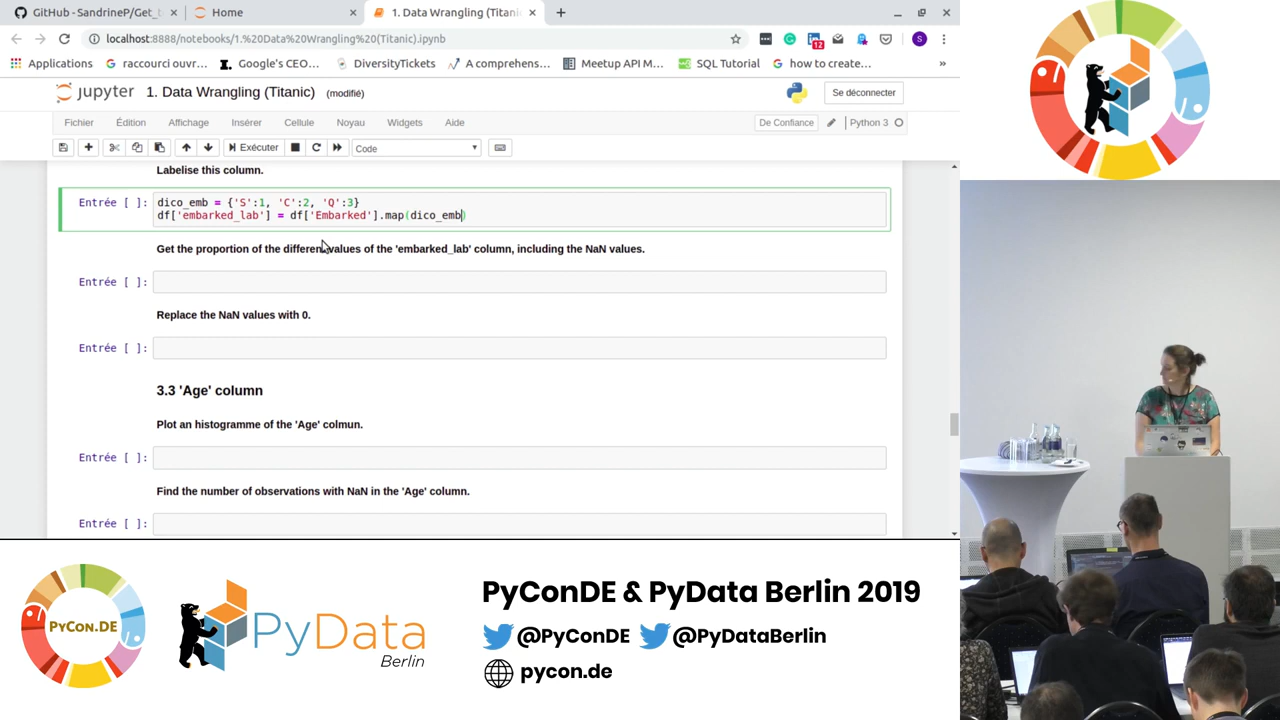 GitHub - SandrineP/Get_
Home
1. Data Wrangling (Titani
localhost:8888/notebooks/1.%20Data%20Wrangling%20(Titanic).ipynb
12
S
Applications
raccourci ouvr...
Google's CEO...
DiversityTickets
A comprehens...
Meetup API M...
SQL Tutorial
how to create...
»
jupyter 1. Data Wrangling (Titanic) (modifié)
Se déconnecter
Fichier Édition Affichage Insérer Cellule Noyau Widgets Aide
De Confiance
Python 3
Exécuter
Code
Labelise this column.
Entrée [ ]: dico_emb = {'S':1, 'C':2, 'Q':3}
df['embarked_lab'] = df['Embarked'].map(dico_emb)
Get the proportion of the different values of the 'embarked_lab' column, including the NaN values.
Entrée [ ]:
Replace the NaN values with 0.
Entrée [ ]:
3.3 'Age' column
Plot an histogramme of the 'Age' colmun.
Entrée [ ]:
Find the number of observations with NaN in the 'Age' column.
Entrée [ ]:
PyCon.DE
PyData
Berlin
PyConDE & PyData Berlin 2019
@PyConDE @PyDataBerlin
pycon.de